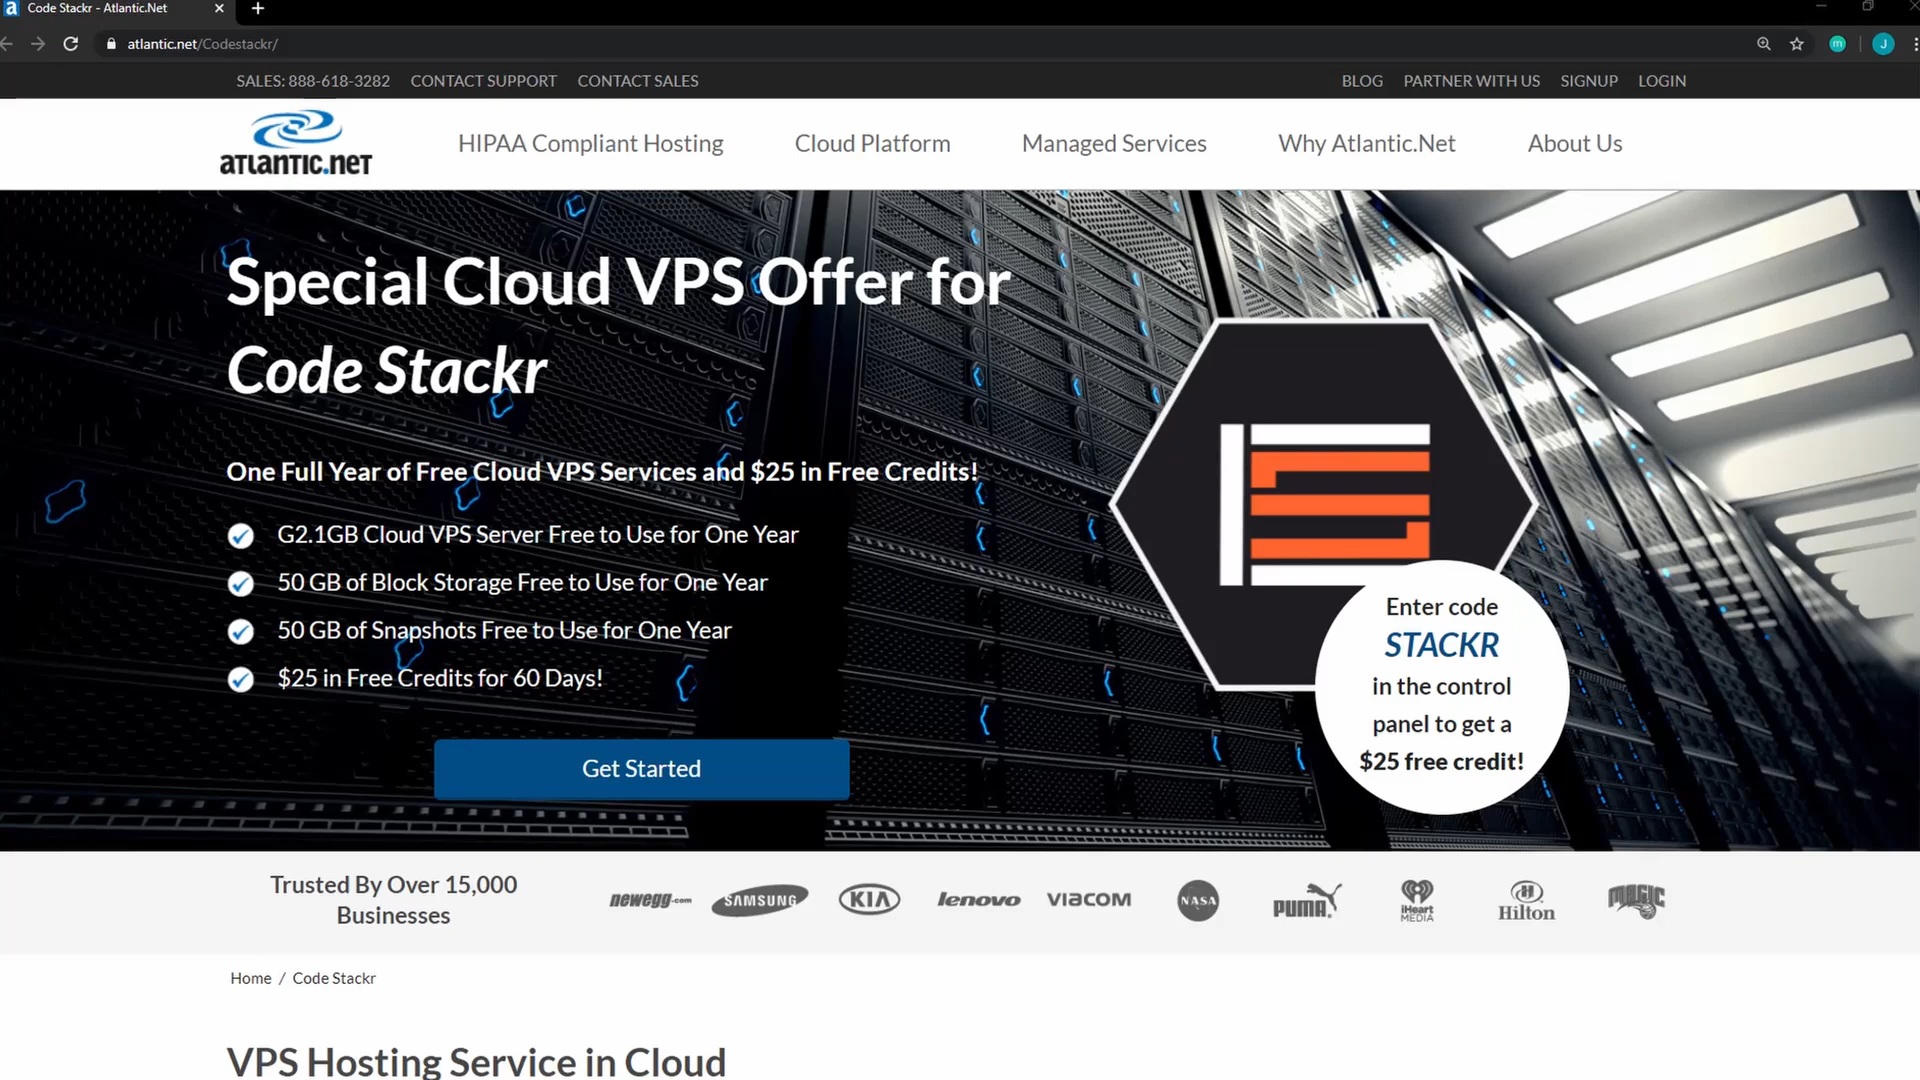 Code Stackr - Atlantic.Net
atlantic.net/Codestackr/
m
J
SALES: 888-618-3282 CONTACT SUPPORT CONTACT SALES BLOG PARTNER WITH US SIGNUP LOGIN
ATLANTIC.NET
HIPAA Compliant Hosting Cloud Platform Managed Services Why Atlantic.Net About Us
Special Cloud VPS Offer for
Code Stackr
One Full Year of Free Cloud VPS Services and $25 in Free Credits!
G2.1GB Cloud VPS Server Free to Use for One Year
50 GB of Block Storage Free to Use for One Year
50 GB of Snapshots Free to Use for One Year
$25 in Free Credits for 60 Days!
Get Started
Enter code
STACKR
in the control
panel to get a
$25 free credit!
Trusted By Over 15,000
Businesses
newegg.com SAMSUNG KIA lenovo VIACOM NASA PUMA iHeart MEDIA Hilton MAGIC
Home / Code Stackr
VPS Hosting Service in Cloud